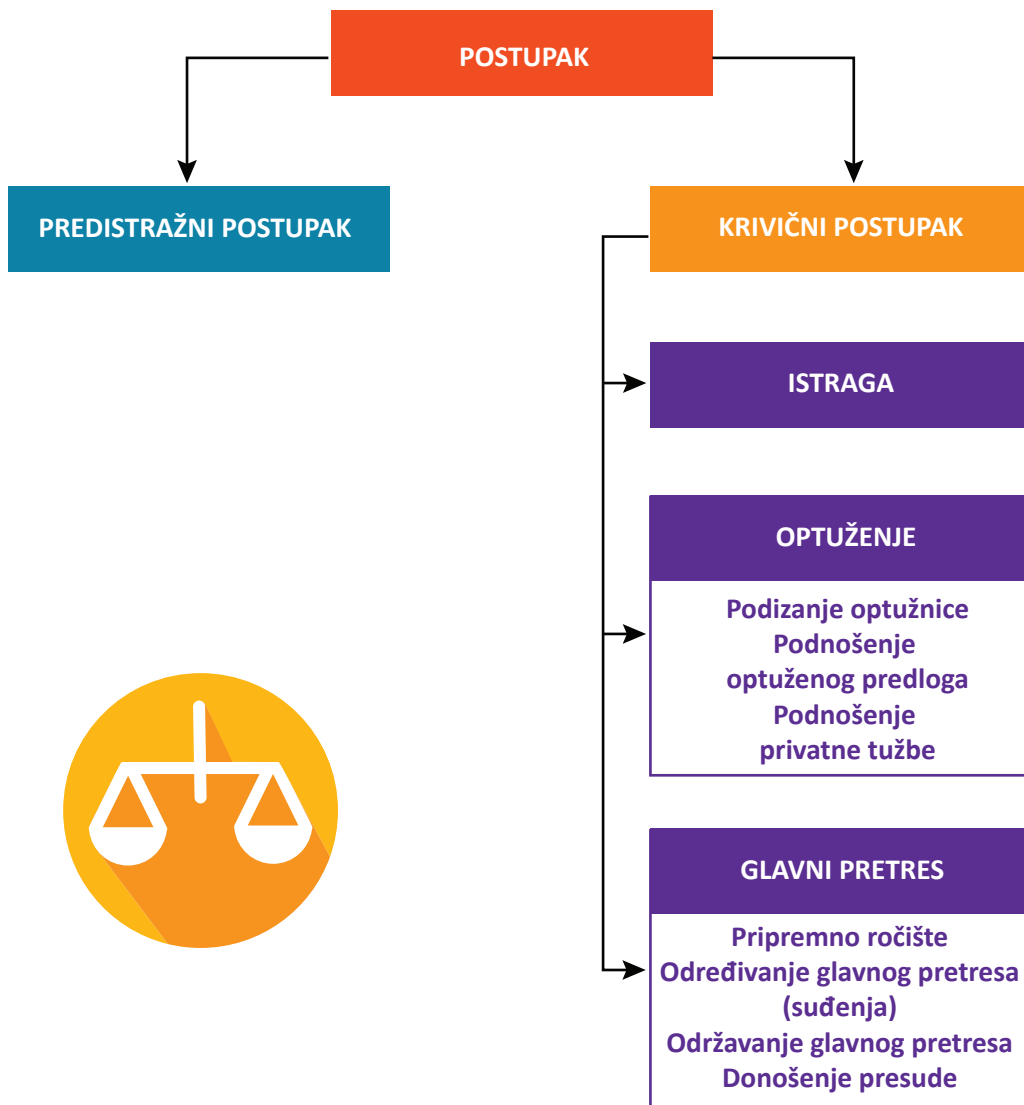 POSTUPAK
PREDISTRAŽNI POSTUPAK
KRIVIČNI POSTUPAK
ISTRAGA
OPTUŽENJE
Podizanje optužnice
Podnošenje
optuženog predloga
Podnošenje
privatne tužbe
GLAVNI PRETRES
Pripremno ročište
Određivanje glavnog pretresa
(suđenja)
Održavanje glavnog pretresa
Donošenje presude